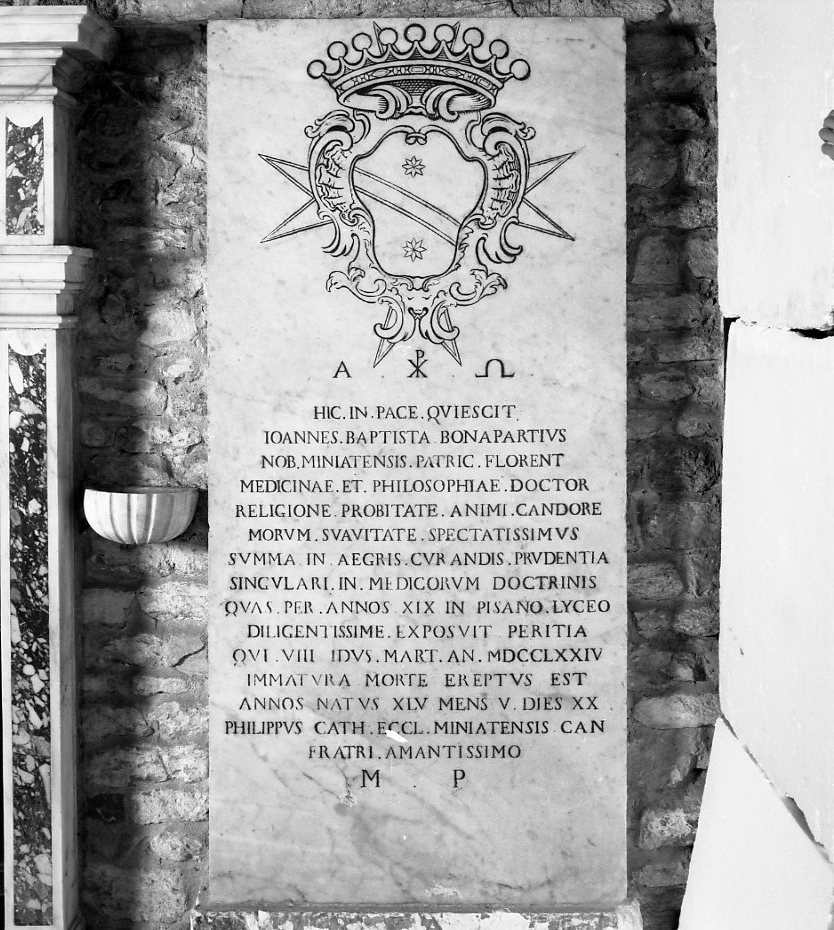 A ☧ Ω
HIC.IN.PACE.QVIESCIT.
IOANNES.BAPTISTA BONAPARTIVS
NOB.MINIATENSIS.PATRIC.FLORENT
MEDICINAE.ET.PHILOSOPHIAE.DOCTOR
RELIGIONE.PROBITATE.ANIMI.CANDORE
MORVM.SVAVITATE.SPECTATISSIMVS
SVMMA.IN.AEGRIS.CVRANDIS.PRVDENTIA
SINGVLARI.IN.MEDICORVM DOCTRINIS
QVAS.PER.ANNOS XIX IN PISANO.LYCEO
DILIGENTISSIME.EXPOSVIT PERITIA
QVI.VIII IDVS.MART.AN.MDCCLXXIV
IMMATVRA MORTE EREPTVS EST
ANNOS NATVS XLV MENS V.DIES XX
PHILIPPVS CATH.ECCL.MINIATENSIS CAN
FRATRI.AMANTISSIMO
M . P